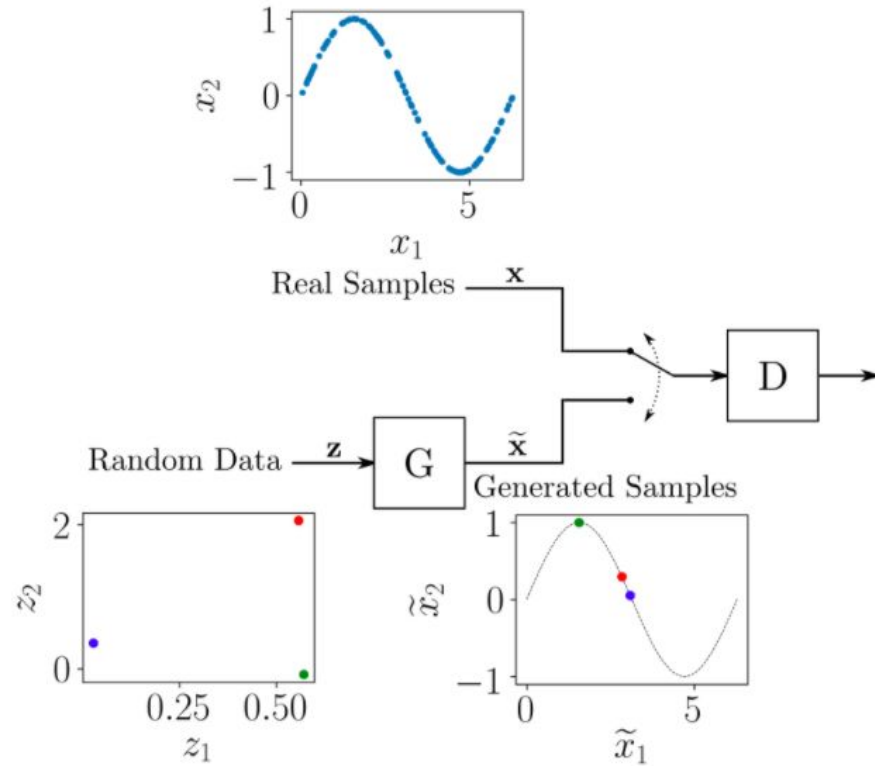 1
0
−1
x₂
0
5
x₁
Real Samples
x
D
Random Data
z
G
x̃
Generated Samples
2
0
z₂
0.25
0.50
z₁
1
0
−1
x̃₂
0
5
x̃₁